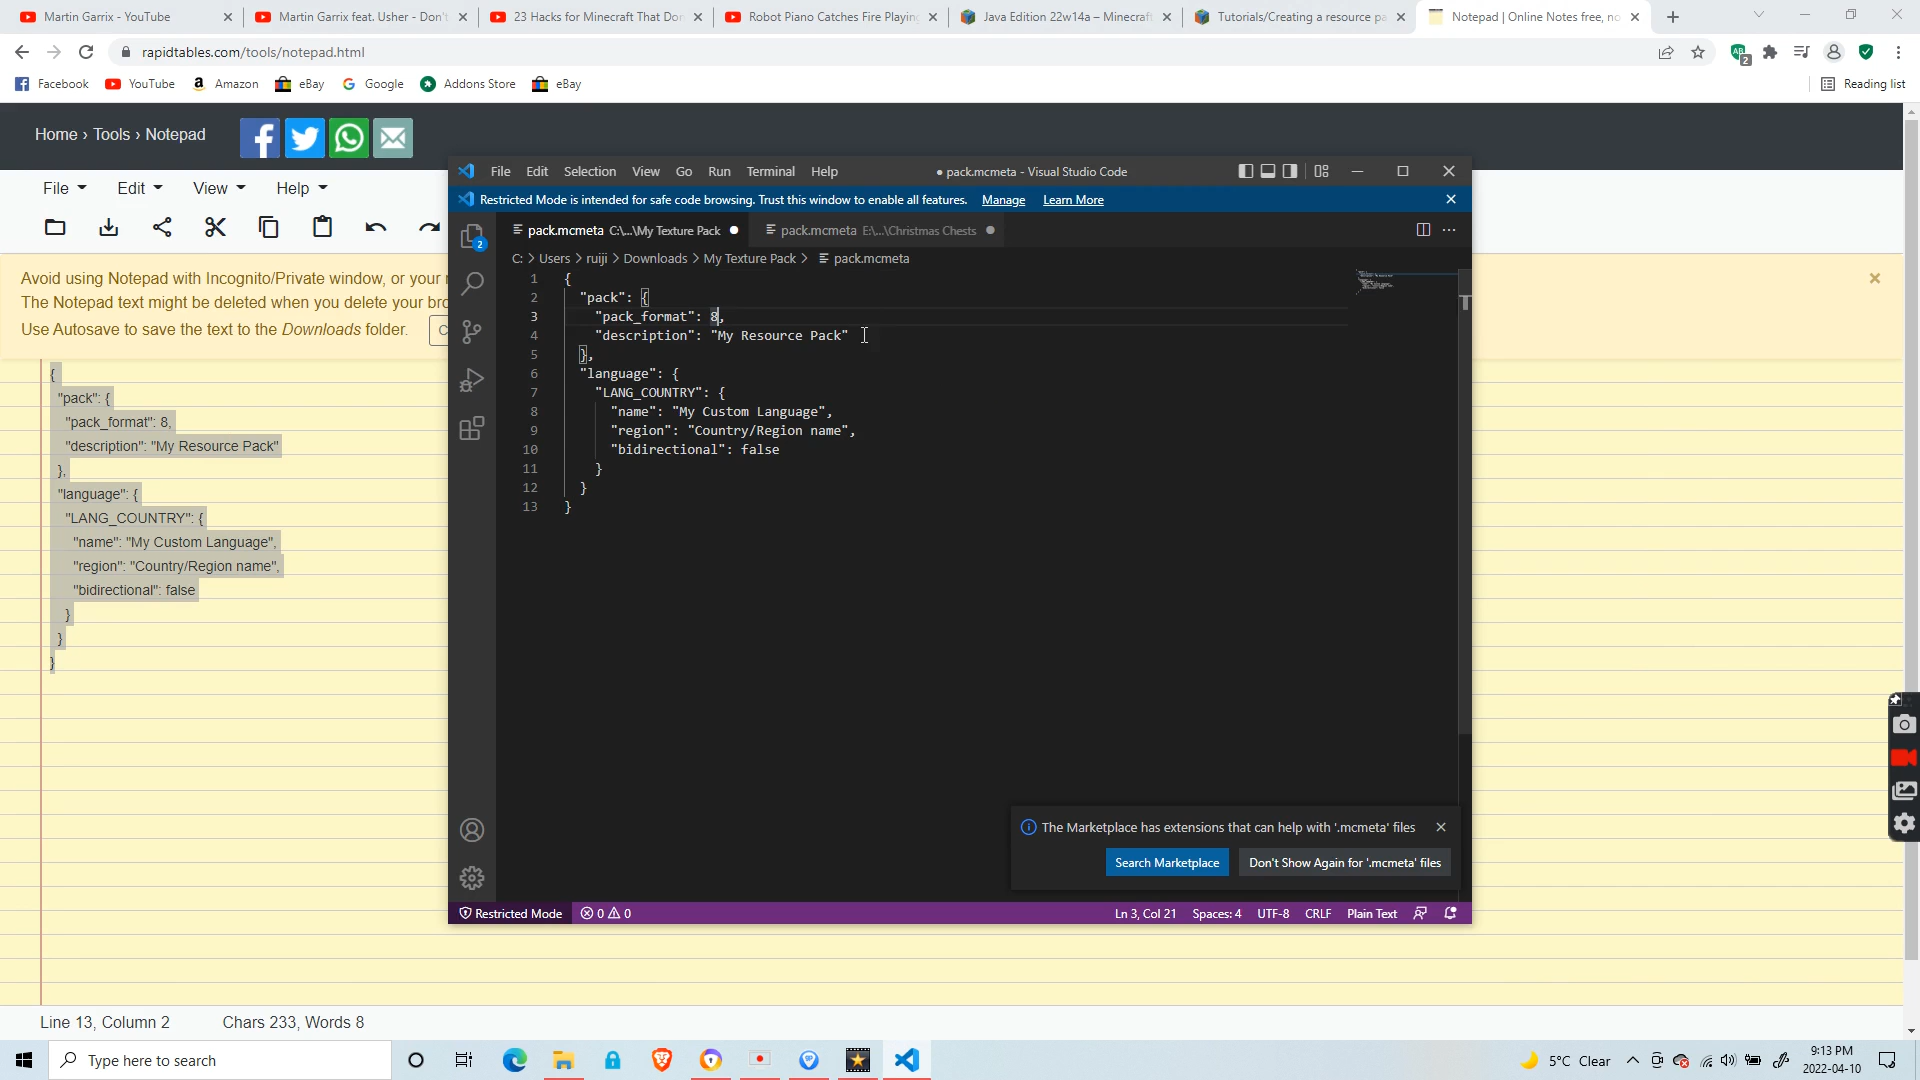 Martin Garrix - YouTube
Martin Garrix feat. Usher - Don'
23 Hacks for Minecraft That Don
Robot Piano Catches Fire Playing
Java Edition 22w14a – Minecraft
Tutorials/Creating a resource pa
Notepad | Online Notes free, no
rapidtables.com/tools/notepad.html
2
Facebook YouTube Amazon eBay Google Addons Store eBay Reading list
Home › Tools › Notepad
File Edit View Help
Avoid using Notepad with Incognito/Private window, or your
The Notepad text might be deleted when you delete your bro
Use Autosave to save the text to the Downloads folder.
{
"pack": {
"pack_format": 8,
"description": "My Resource Pack"
},
"language": {
"LANG_COUNTRY": {
"name": "My Custom Language",
"region": "Country/Region name",
"bidirectional": false
}
}
}
Line 13, Column 2 Chars 233, Words 8
File Edit Selection View Go Run Terminal Help ● pack.mcmeta - Visual Studio Code
Restricted Mode is intended for safe code browsing. Trust this window to enable all features. Manage Learn More
2
pack.mcmeta C:\...\My Texture Pack ● pack.mcmeta E:\...\Christmas Chests ●
C: > Users > ruiji > Downloads > My Texture Pack > pack.mcmeta
1 {
2 "pack": {
3 "pack_format": 8,
4 "description": "My Resource Pack"
5 },
6 "language": {
7 "LANG_COUNTRY": {
8 "name": "My Custom Language",
9 "region": "Country/Region name",
10 "bidirectional": false
11 }
12 }
13 }
The Marketplace has extensions that can help with '.mcmeta' files
Search Marketplace Don't Show Again for '.mcmeta' files
Restricted Mode 0 0 Ln 3, Col 21 Spaces: 4 UTF-8 CRLF Plain Text
Type here to search
5°C Clear
9:13 PM
2022-04-10